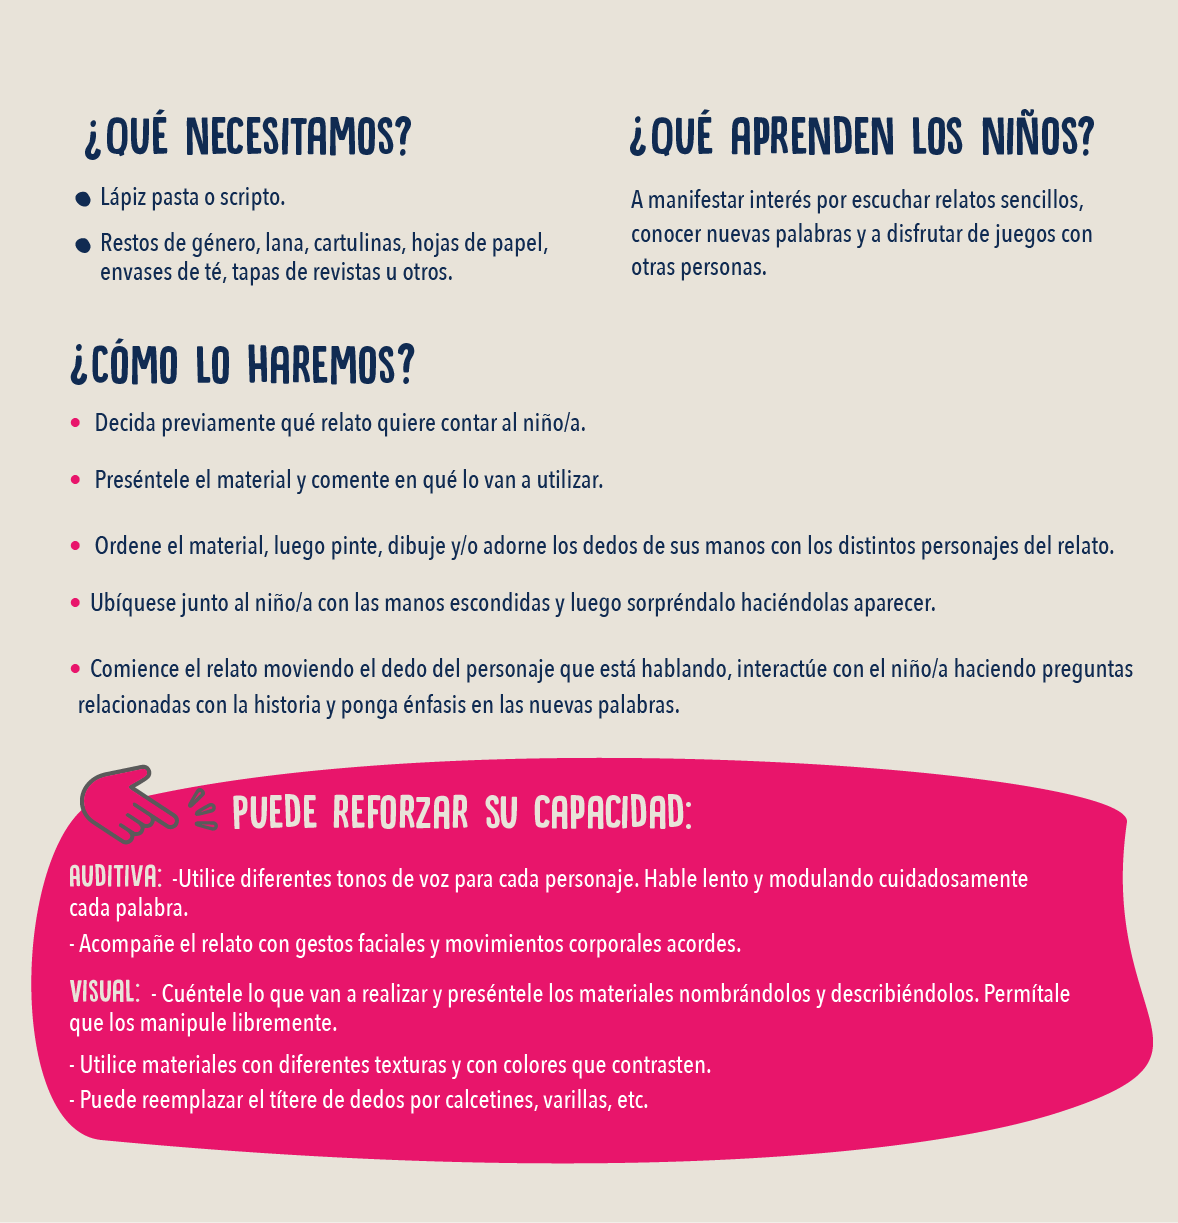 ¿QUÉ NECESITAMOS?
Lápiz pasta o scripto.
Restos de género, lana, cartulinas, hojas de papel,
envases de té, tapas de revistas u otros.
¿QUÉ APRENDEN LOS NIÑOS?
A manifestar interés por escuchar relatos sencillos,
conocer nuevas palabras y a disfrutar de juegos con
otras personas.
¿CÓMO LO HAREMOS?
• Decida previamente qué relato quiere contar al niño/a.
• Preséntele el material y comente en qué lo van a utilizar.
• Ordene el material, luego pinte, dibuje y/o adorne los dedos de sus manos con los distintos personajes del relato.
• Ubíquese junto al niño/a con las manos escondidas y luego sorpréndalo haciéndolas aparecer.
• Comience el relato moviendo el dedo del personaje que está hablando, interactúe con el niño/a haciendo preguntas
relacionadas con la historia y ponga énfasis en las nuevas palabras.
PUEDE REFORZAR SU CAPACIDAD:
AUDITIVA: -Utilice diferentes tonos de voz para cada personaje. Hable lento y modulando cuidadosamente
cada palabra.
- Acompañe el relato con gestos faciales y movimientos corporales acordes.
VISUAL: - Cuéntele lo que van a realizar y preséntele los materiales nombrándolos y describiéndolos. Permítale
que los manipule libremente.
- Utilice materiales con diferentes texturas y con colores que contrasten.
- Puede reemplazar el títere de dedos por calcetines, varillas, etc.